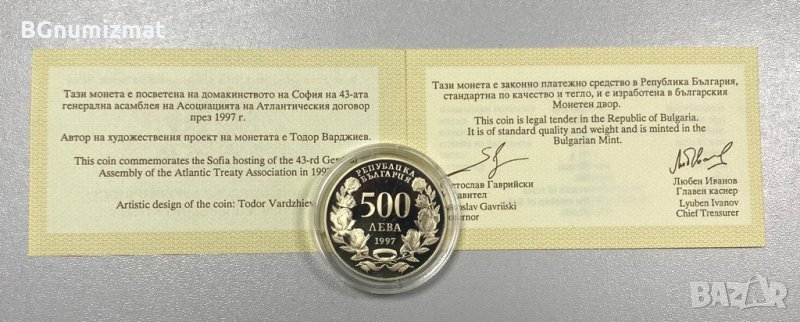 BGnumizmat
Тази монета е посветена на домакинството на София на 43-ата
генерална асамблея на Асоциацията на Атлантическия договор
през 1997 г.
Автор на художествения проект на монетата е Тодор Варджиев.
This coin commemorates the Sofia hosting of the 43-rd
Assembly of the Atlantic Treaty Association in
Artistic design of the coin: Todor
Тази монета е законно платежно средство в Република България,
стандартна по качество и тегло, и е изработена в българския
Монетен двор.
This coin is legal tender in the Republic of Bulgaria.
It is of standard quality and weight and is minted in the
Bulgarian Mint.
Гаврийски
Gavriiski
Любен Иванов
Главен касиер
Lyuben Ivanov
Chief Treasurer
РЕПУБЛИКА
БЪЛГАРИЯ
500
ЛЕВА
1997
BAZAR